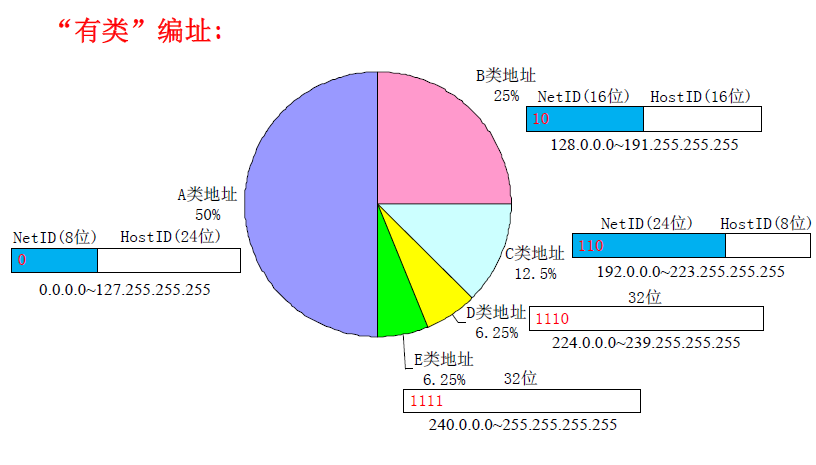 “有类”编址:
B类地址
25%
NetID(16位) HostID(16位)
10
128.0.0.0~191.255.255.255
A类地址
50%
NetID(8位) HostID(24位)
0
0.0.0.0~127.255.255.255
C类地址
12.5%
NetID(24位) HostID(8位)
110
192.0.0.0~223.255.255.255
D类地址
6.25%
32位
1110
224.0.0.0~239.255.255.255
E类地址
6.25%
32位
1111
240.0.0.0~255.255.255.255